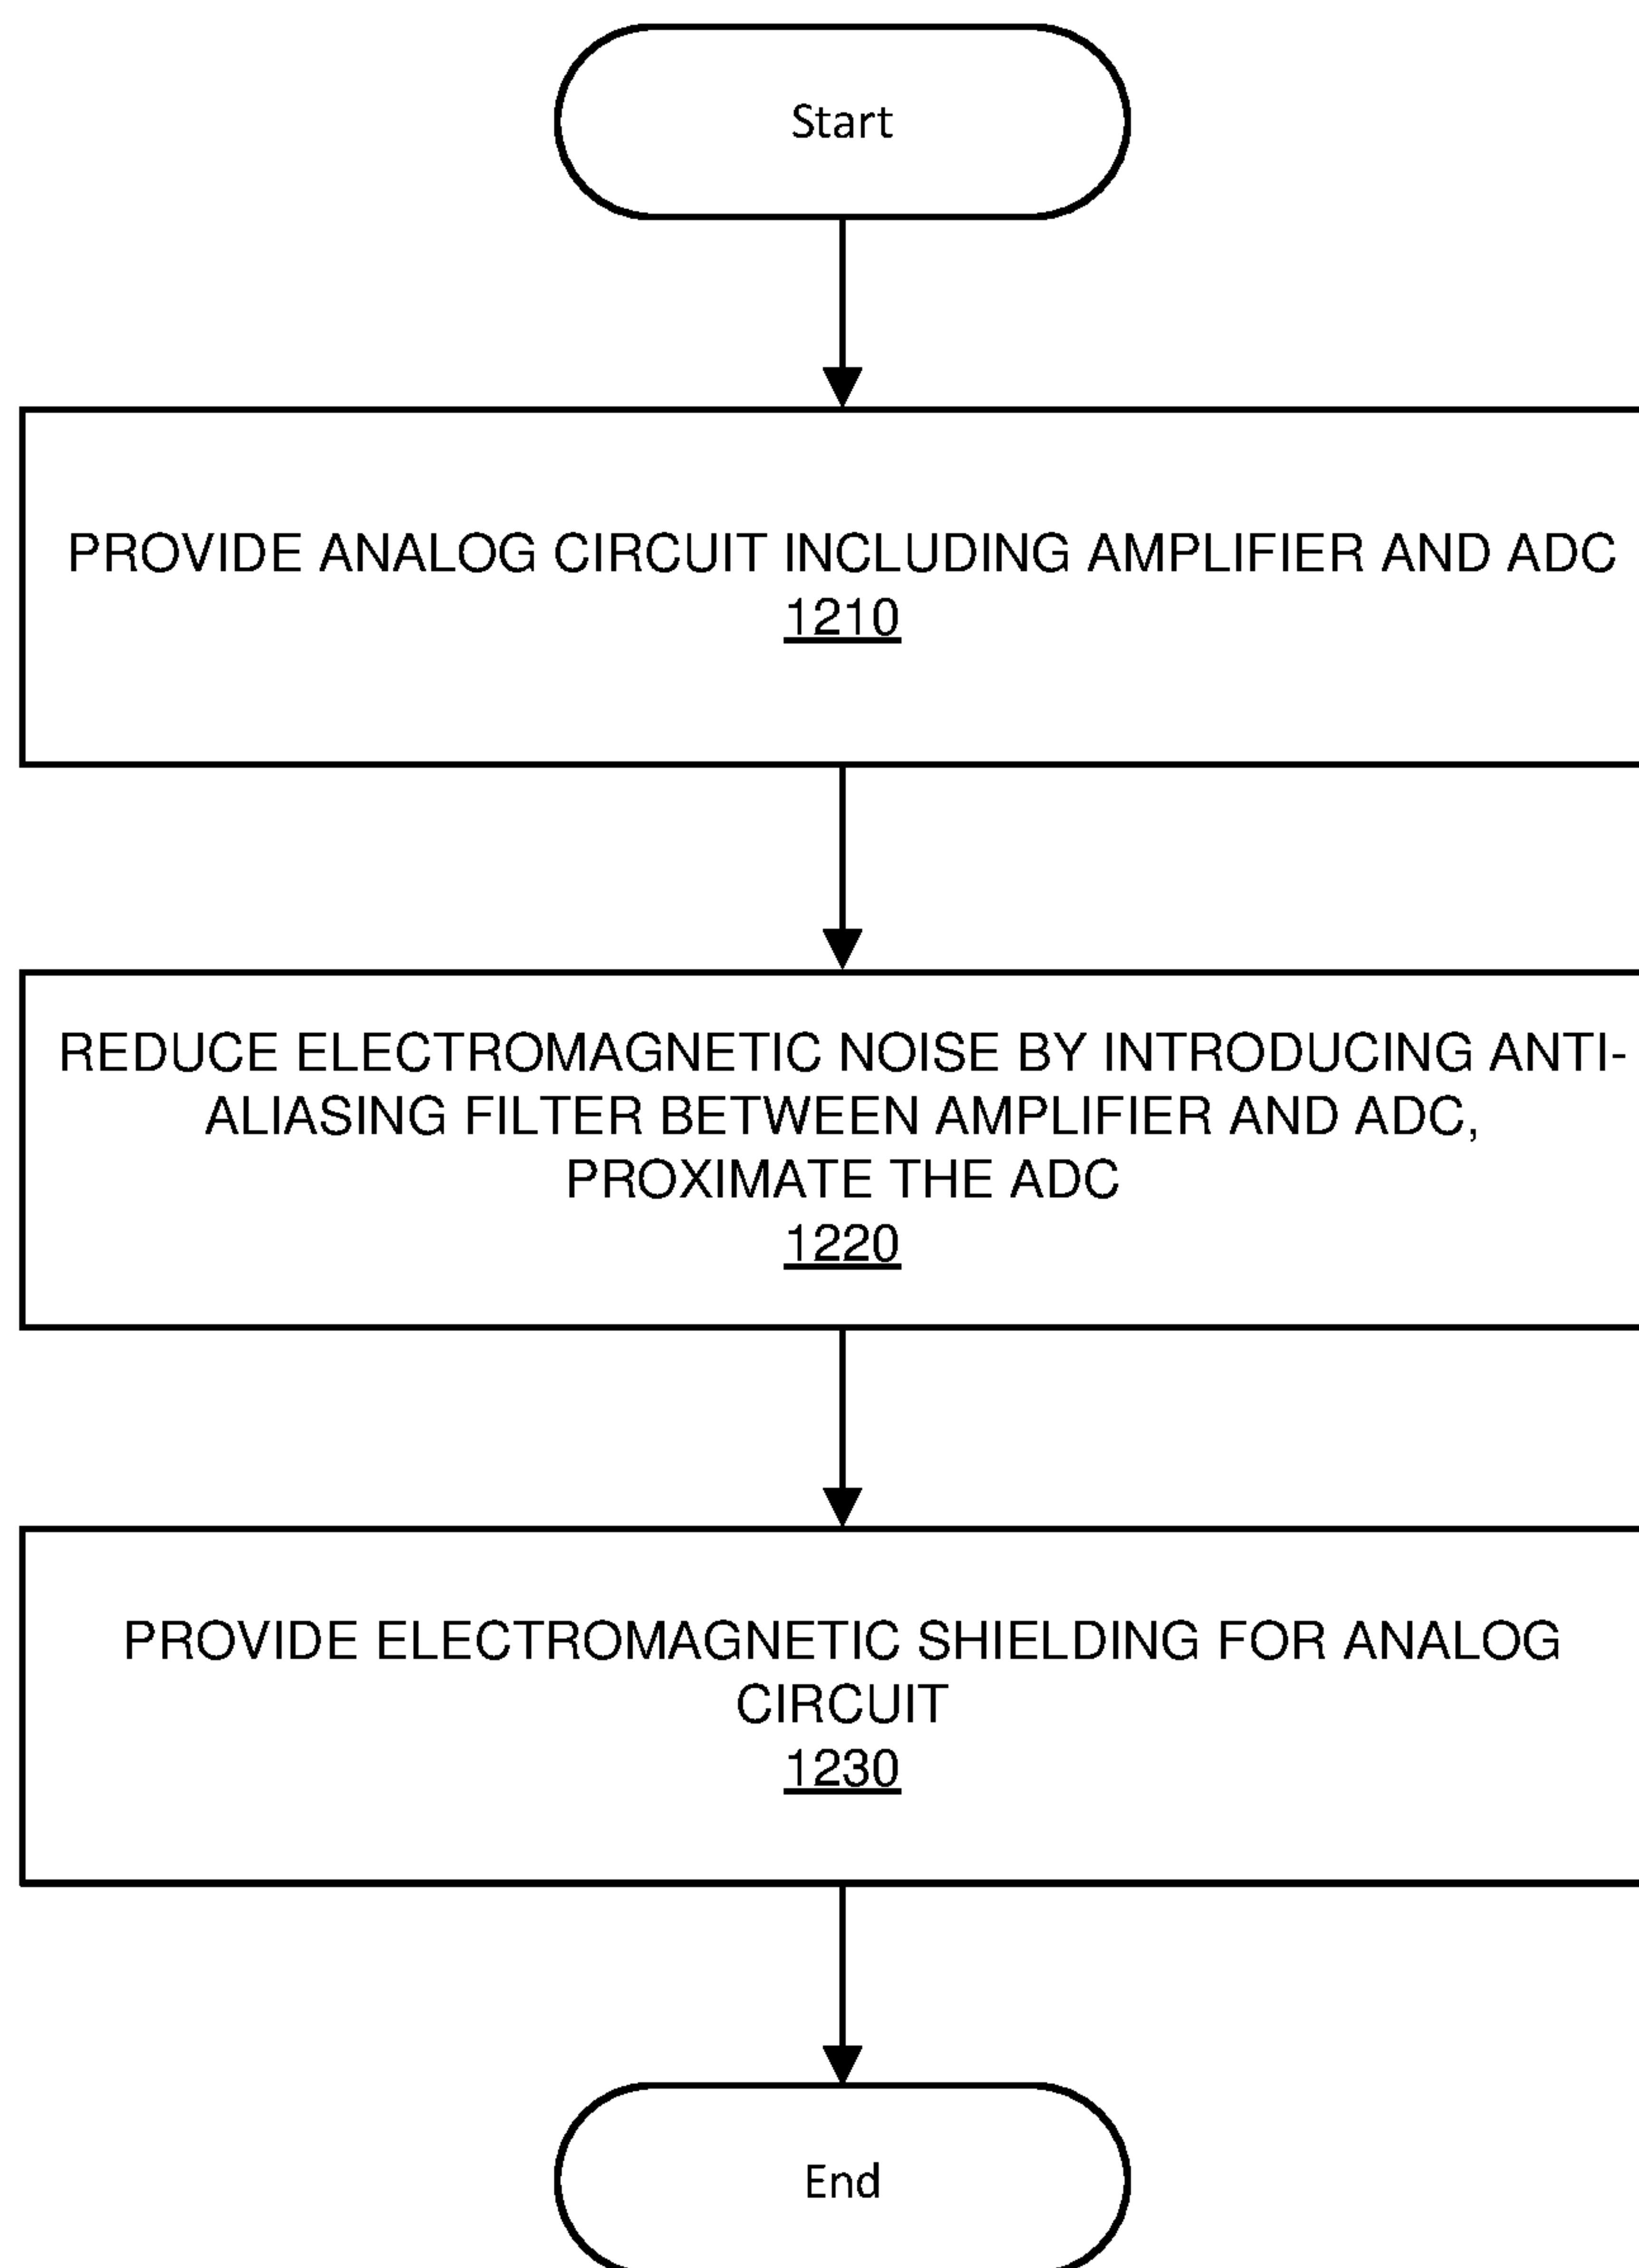 Start
PROVIDE ANALOG CIRCUIT INCLUDING AMPLIFIER AND ADC
1210
REDUCE ELECTROMAGNETIC NOISE BY INTRODUCING ANTI-
ALIASING FILTER BETWEEN AMPLIFIER AND ADC,
PROXIMATE THE ADC
1220
PROVIDE ELECTROMAGNETIC SHIELDING FOR ANALOG
CIRCUIT
1230
End